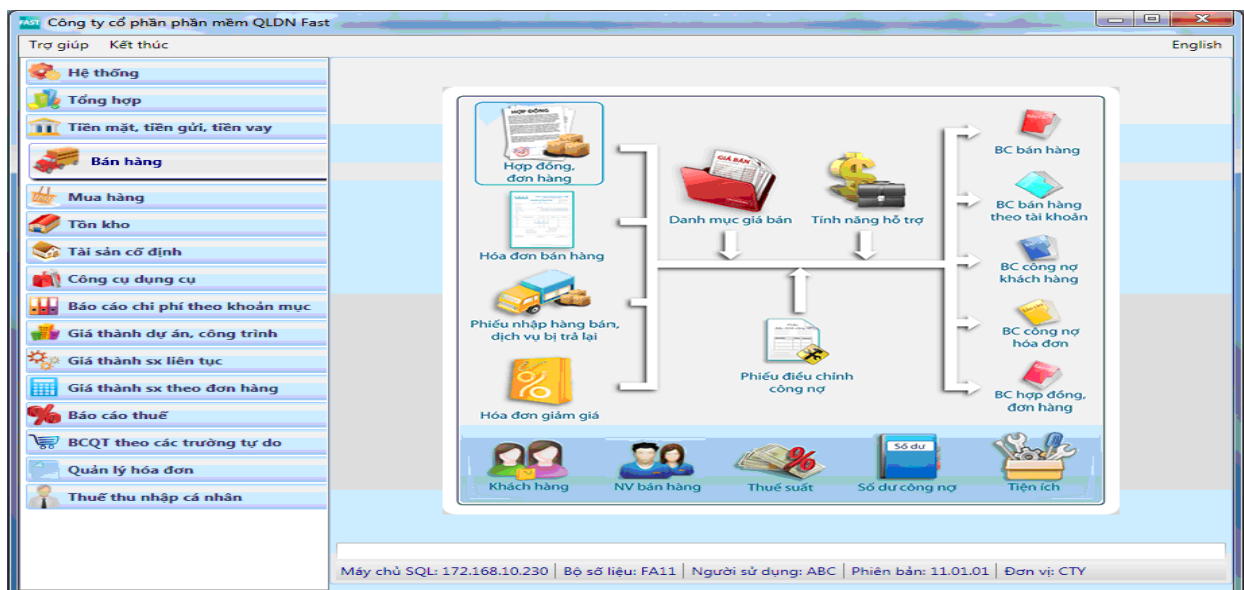 FAST Công ty cổ phần phần mềm QLDN Fast
Trợ giúp Kết thúc English
Hệ thống
Tổng hợp
Tiền mặt, tiền gửi, tiền vay
Bán hàng
Mua hàng
Tồn kho
Tài sản cố định
Công cụ dụng cụ
Báo cáo chi phí theo khoản mục
Giá thành dự án, công trình
Giá thành sx liên tục
Giá thành sx theo đơn hàng
Báo cáo thuế
BCQT theo các trường tự do
Quản lý hóa đơn
Thuế thu nhập cá nhân
HỢP ĐỒNG
Hợp đồng,
đơn hàng
Hóa đơn bán hàng
Phiếu nhập hàng bán,
dịch vụ bị trả lại
Hóa đơn giảm giá
GIÁ BÁN
Danh mục giá bán
Tính năng hỗ trợ
Phiếu điều chỉnh
công nợ
BC bán hàng
BC bán hàng
theo tài khoản
BC công nợ
khách hàng
BC công nợ
hóa đơn
BC hợp đồng,
đơn hàng
Khách hàng
NV bán hàng
Thuế suất
Số dư
Số dư công nợ
Tiện ích
Máy chủ SQL: 172.168.10.230 | Bộ số liệu: FA11 | Người sử dụng: ABC | Phiên bản: 11.01.01 | Đơn vị: CTY